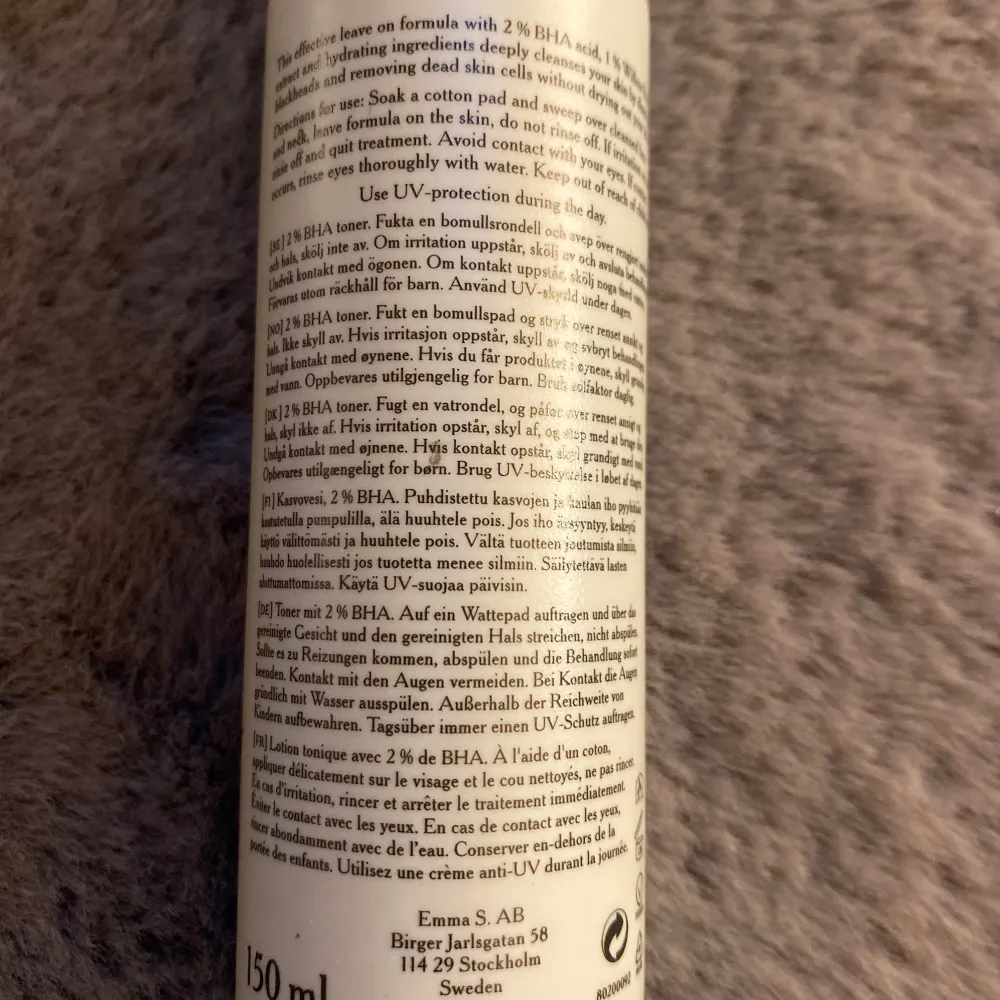 This effective leave on formula with 2 % BHA acid, 1 %
extract and hydrating ingredients deeply cleanses your skin
blackheads and removing dead skin cells without drying out your
Directions for use: Soak a cotton pad and sweep over cleansed
and neck, leave formula on the skin, do not rinse off. If irritation
rinse off and quit treatment. Avoid contact with your eyes. If
occurs, rinse eyes thoroughly with water. Keep out of reach of
Use UV-protection during the day.
[SE] 2 % BHA toner. Fukta en bomullsrondell och svep över rengjort
och hals, skölj inte av. Om irritation uppstår, skölj av och avsluta
Undvik kontakt med ögonen. Om kontakt uppstår, skölj noga med vatten.
Förvaras utom räckhåll för barn. Använd UV-skydd under dagen.
[NO] 2 % BHA toner. Fukt en bomullspad og stryk over renset ansikt og
hals. Ikke skyll av. Hvis irritasjon oppstår, skyll av og avbryt
Unngå kontakt med øynene. Hvis du får produktet i øynene, skyll
med vann. Oppbevares utilgjengelig for barn. Bruk solfaktor daglig.
[DK] 2 % BHA toner. Fugt en vatrondel, og påfør over renset ansigt og
hals, skyl ikke af. Hvis irritation opstår, skyl af, og stop med at bruge
Undgå kontakt med øjnene. Hvis kontakt opstår, skyl grundigt med vand.
Opbevares utilgængeligt for børn. Brug UV-beskyttelse i løbet af dagen.
[FI] Kasvovesi, 2 % BHA. Puhdistettu kasvojen ja kaulan iho pyyhitään
kostutetulla pumpulilla, älä huuhtele pois. Jos iho ärsyyntyy, keskeytä
käyttö välittömästi ja huuhtele pois. Vältä tuotteen joutumista silmiin,
huuhdo huolellisesti jos tuotetta menee silmiin. Säilytettävä lasten
ulottumattomissa. Käytä UV-suojaa päivisin.
[DE] Toner mit 2 % BHA. Auf ein Wattepad auftragen und über das
gereinigte Gesicht und den gereinigten Hals streichen, nicht abspülen.
Sollte es zu Reizungen kommen, abspülen und die Behandlung sofort
beenden. Kontakt mit den Augen vermeiden. Bei Kontakt die Augen
gründlich mit Wasser ausspülen. Außerhalb der Reichweite von
Kindern aufbewahren. Tagsüber immer einen UV-Schutz auftragen.
[FR] Lotion tonique avec 2 % de BHA. À l'aide d'un coton,
appliquer délicatement sur le visage et le cou nettoyés, ne pas rincer.
En cas d'irritation, rincer et arrêter le traitement immédiatement.
Éviter le contact avec les yeux. En cas de contact avec les yeux,
rincer abondamment avec de l'eau. Conserver en-dehors de la
portée des enfants. Utilisez une crème anti-UV durant la journée.
Emma S. AB
Birger Jarlsgatan 58
114 29 Stockholm
Sweden
150 ml
80200092